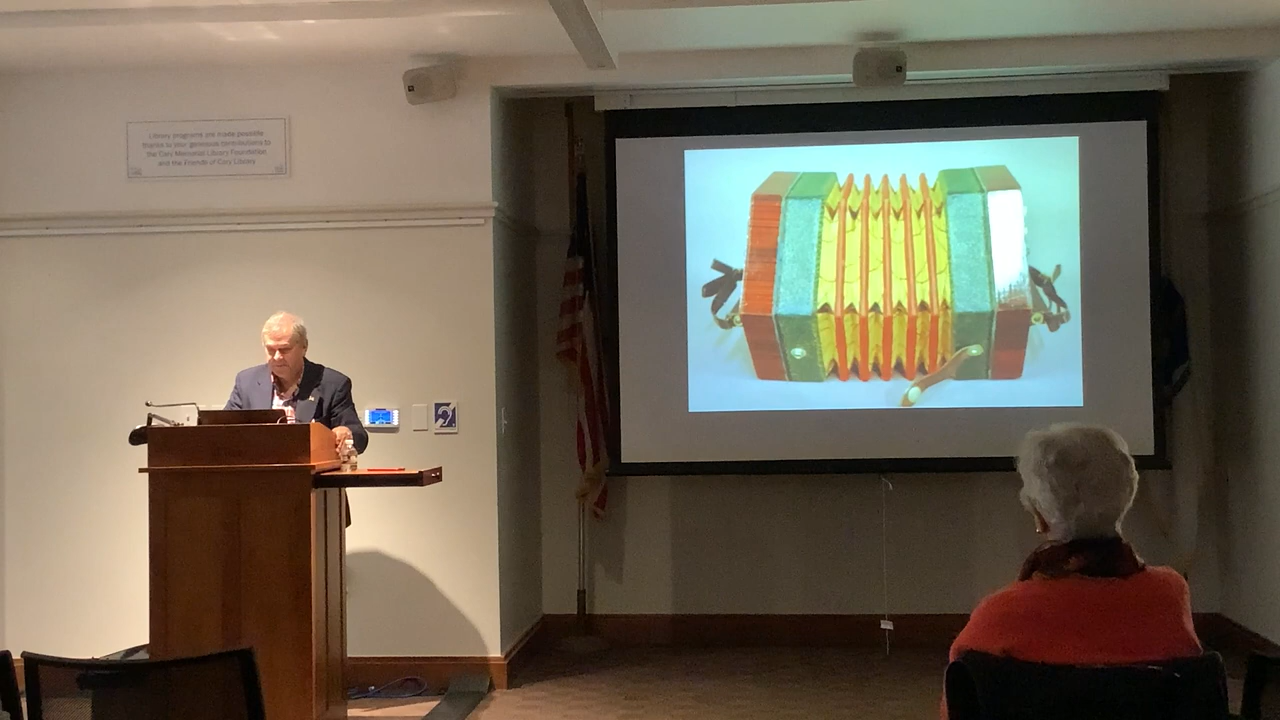 Library programs are made possible
thanks to your generous contributions to
the Cary Memorial Library Foundation
and the Friends of Cary Library